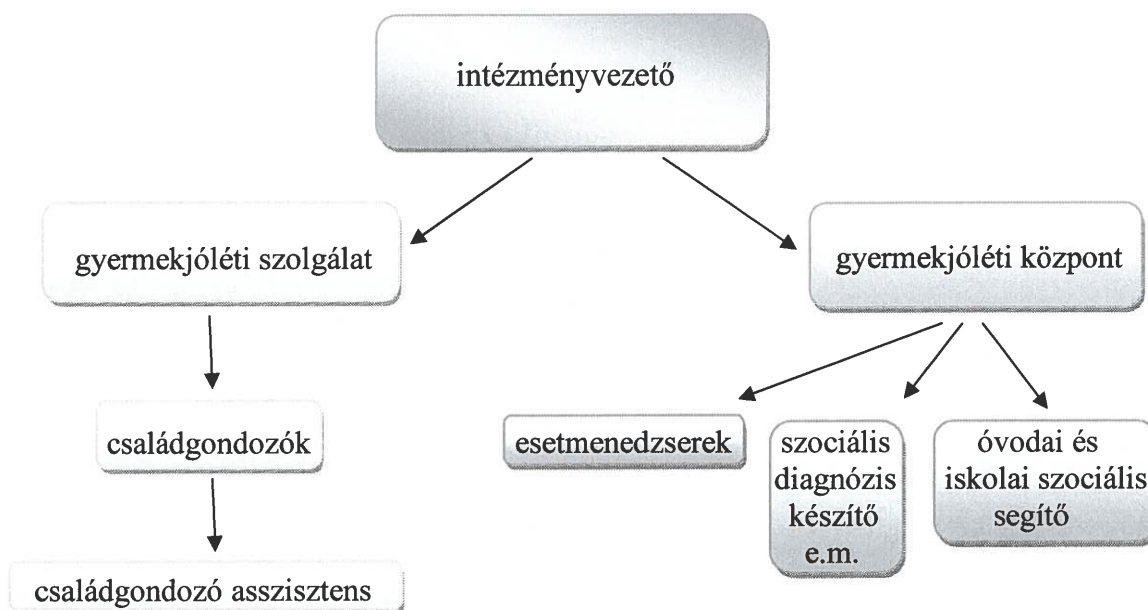 intézményvezető
gyermekjóléti szolgálat
gyermekjóléti központ
családgondozók
esetmenedzserek
szociális
diagnózis
készítő
e.m.
óvodai és
iskolai szociális
segítő
családgondozó asszisztens